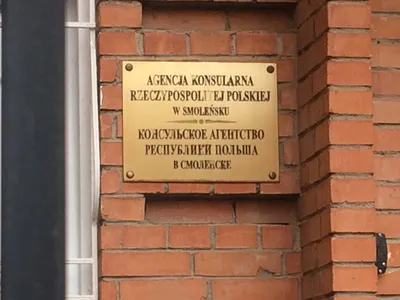 AGENCJA KONSULARNA
RZECZYPOSPOLITEJ POLSKIEJ
W SMOLEŃSKU
КОНСУЛЬСКОЕ АГЕНТСТВО
РЕСПУБЛИКИ ПОЛЬША
В СМОЛЕНСКЕ